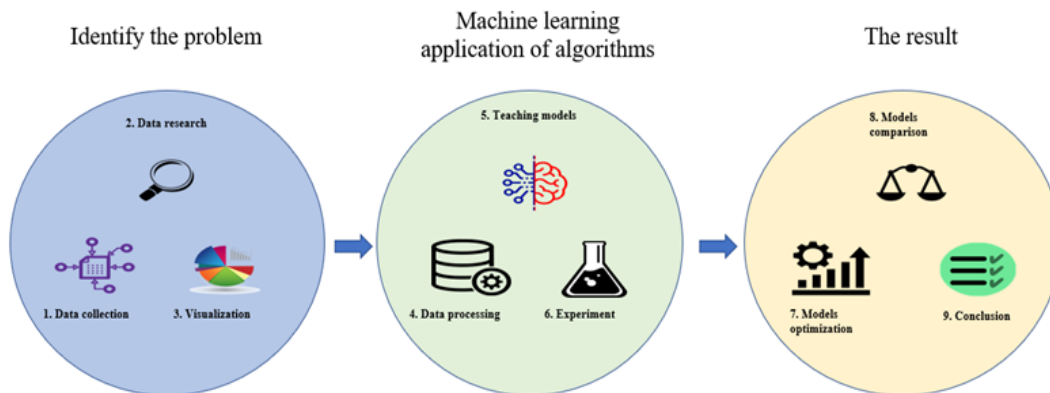 Identify the problem
Machine learning
application of algorithms
The result
2. Data research
1. Data collection
3. Visualization
5. Teaching models
4. Data processing
6. Experiment
8. Models
comparison
7. Models
optimization
9. Conclusion